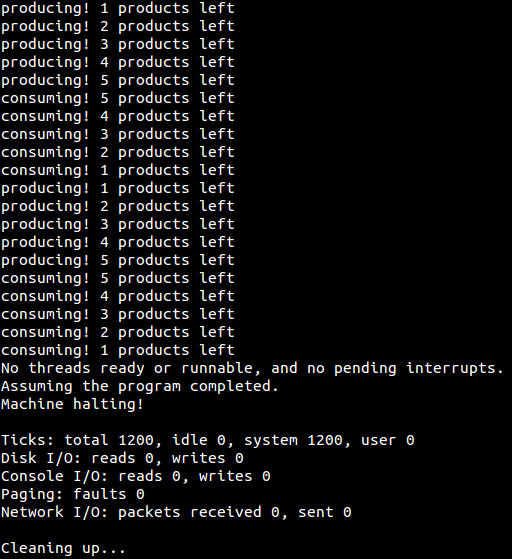 producing! 1 products left
producing! 2 products left
producing! 3 products left
producing! 4 products left
producing! 5 products left
consuming! 5 products left
consuming! 4 products left
consuming! 3 products left
consuming! 2 products left
consuming! 1 products left
producing! 1 products left
producing! 2 products left
producing! 3 products left
producing! 4 products left
producing! 5 products left
consuming! 5 products left
consuming! 4 products left
consuming! 3 products left
consuming! 2 products left
consuming! 1 products left
No threads ready or runnable, and no pending interrupts.
Assuming the program completed.
Machine halting!
Ticks: total 1200, idle 0, system 1200, user 0
Disk I/O: reads 0, writes 0
Console I/O: reads 0, writes 0
Paging: faults 0
Network I/O: packets received 0, sent 0
Cleaning up...